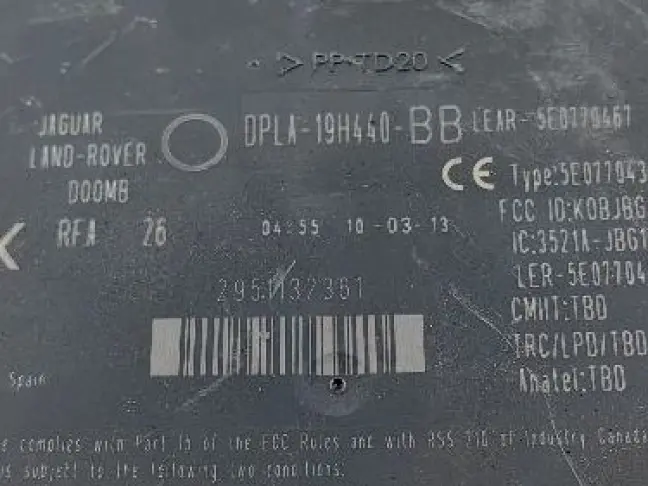 >PP-TD20<
JAGUAR
LAND-ROVER
DOOMB
DPLA-19H440-BB
LEAR-5E0770467
CE
Type:5E077043
FCC ID:KOBJBG
IC:3521A-JBG1
LER-5E07704
CMHT:TBD
IRC/LPD/TBD
Anatel:TBD
RFA 26
04:55 10-03-13
2951137361
Spain
complies with Part 15 of the FCC Rules and with RSS 210 of Industry Canada
is subject to the following two conditions: